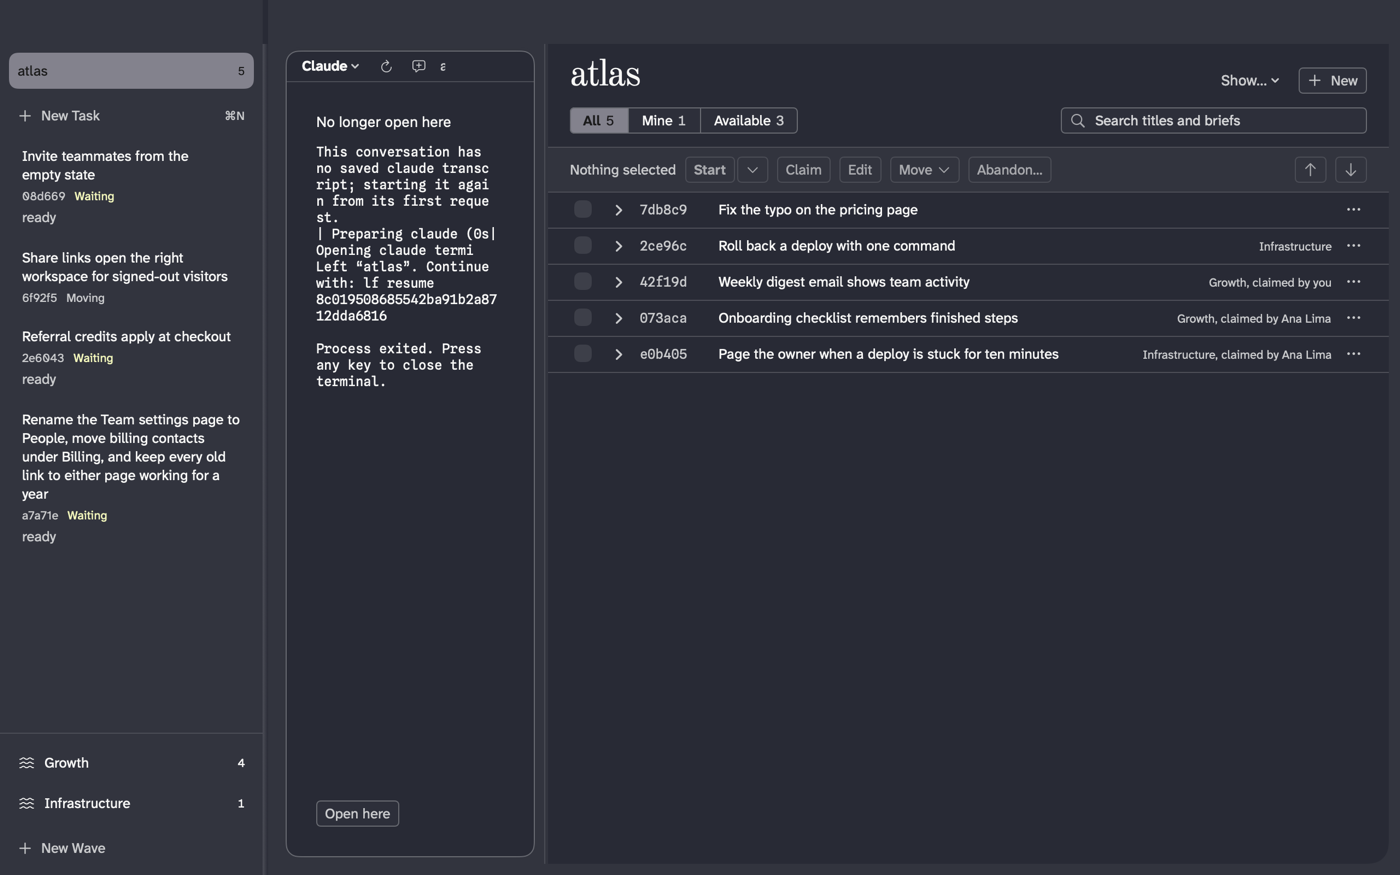 atlas 5
New Task ⌘N
Invite teammates from the
empty state
08d669 Waiting
ready
Share links open the right
workspace for signed-out visitors
6f92f5 Moving
Referral credits apply at checkout
2e6043 Waiting
ready
Rename the Team settings page to
People, move billing contacts
under Billing, and keep every old
link to either page working for a
year
a7a71e Waiting
ready
Growth 4
Infrastructure 1
New Wave
Claude
No longer open here
This conversation has
no saved claude transc
ript; starting it agai
n from its first reque
st.
| Preparing claude (0s|
Opening claude termi
Left “atlas”. Continue
with: lf resume
8c019508685542ba91b2a87
12dda6816
Process exited. Press
any key to close the
terminal.
Open here
atlas
Show...
New
All 5 Mine 1 Available 3
Search titles and briefs
Nothing selected Start Claim Edit Move Abandon...
7db8c9 Fix the typo on the pricing page
2ce96c Roll back a deploy with one command Infrastructure
42f19d Weekly digest email shows team activity Growth, claimed by you
073aca Onboarding checklist remembers finished steps Growth, claimed by Ana Lima
e0b405 Page the owner when a deploy is stuck for ten minutes Infrastructure, claimed by Ana Lima